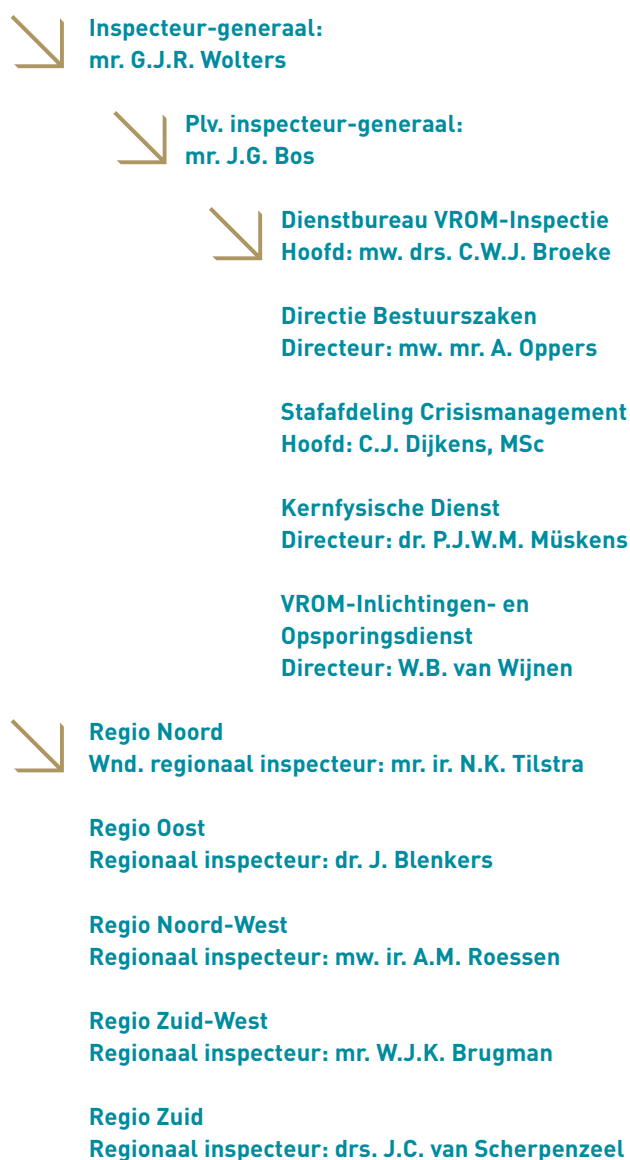 Inspecteur-generaal:
mr. G.J.R. Wolters
Plv. inspecteur-generaal:
mr. J.G. Bos
Dienstbureau VROM-Inspectie
Hoofd: mw. drs. C.W.J. Broeke
Directie Bestuurszaken
Directeur: mw. mr. A. Oppers
Stafafdeling Crisismanagement
Hoofd: C.J. Dijkens, MSc
Kernfysische Dienst
Directeur: dr. P.J.W.M. Müskens
VROM-Inlichtingen- en
Opsporingsdienst
Directeur: W.B. van Wijnen
Regio Noord
Wnd. regionaal inspecteur: mr. ir. N.K. Tilstra
Regio Oost
Regionaal inspecteur: dr. J. Blenkers
Regio Noord-West
Regionaal inspecteur: mw. ir. A.M. Roessen
Regio Zuid-West
Regionaal inspecteur: mr. W.J.K. Brugman
Regio Zuid
Regionaal inspecteur: drs. J.C. van Scherpenzeel